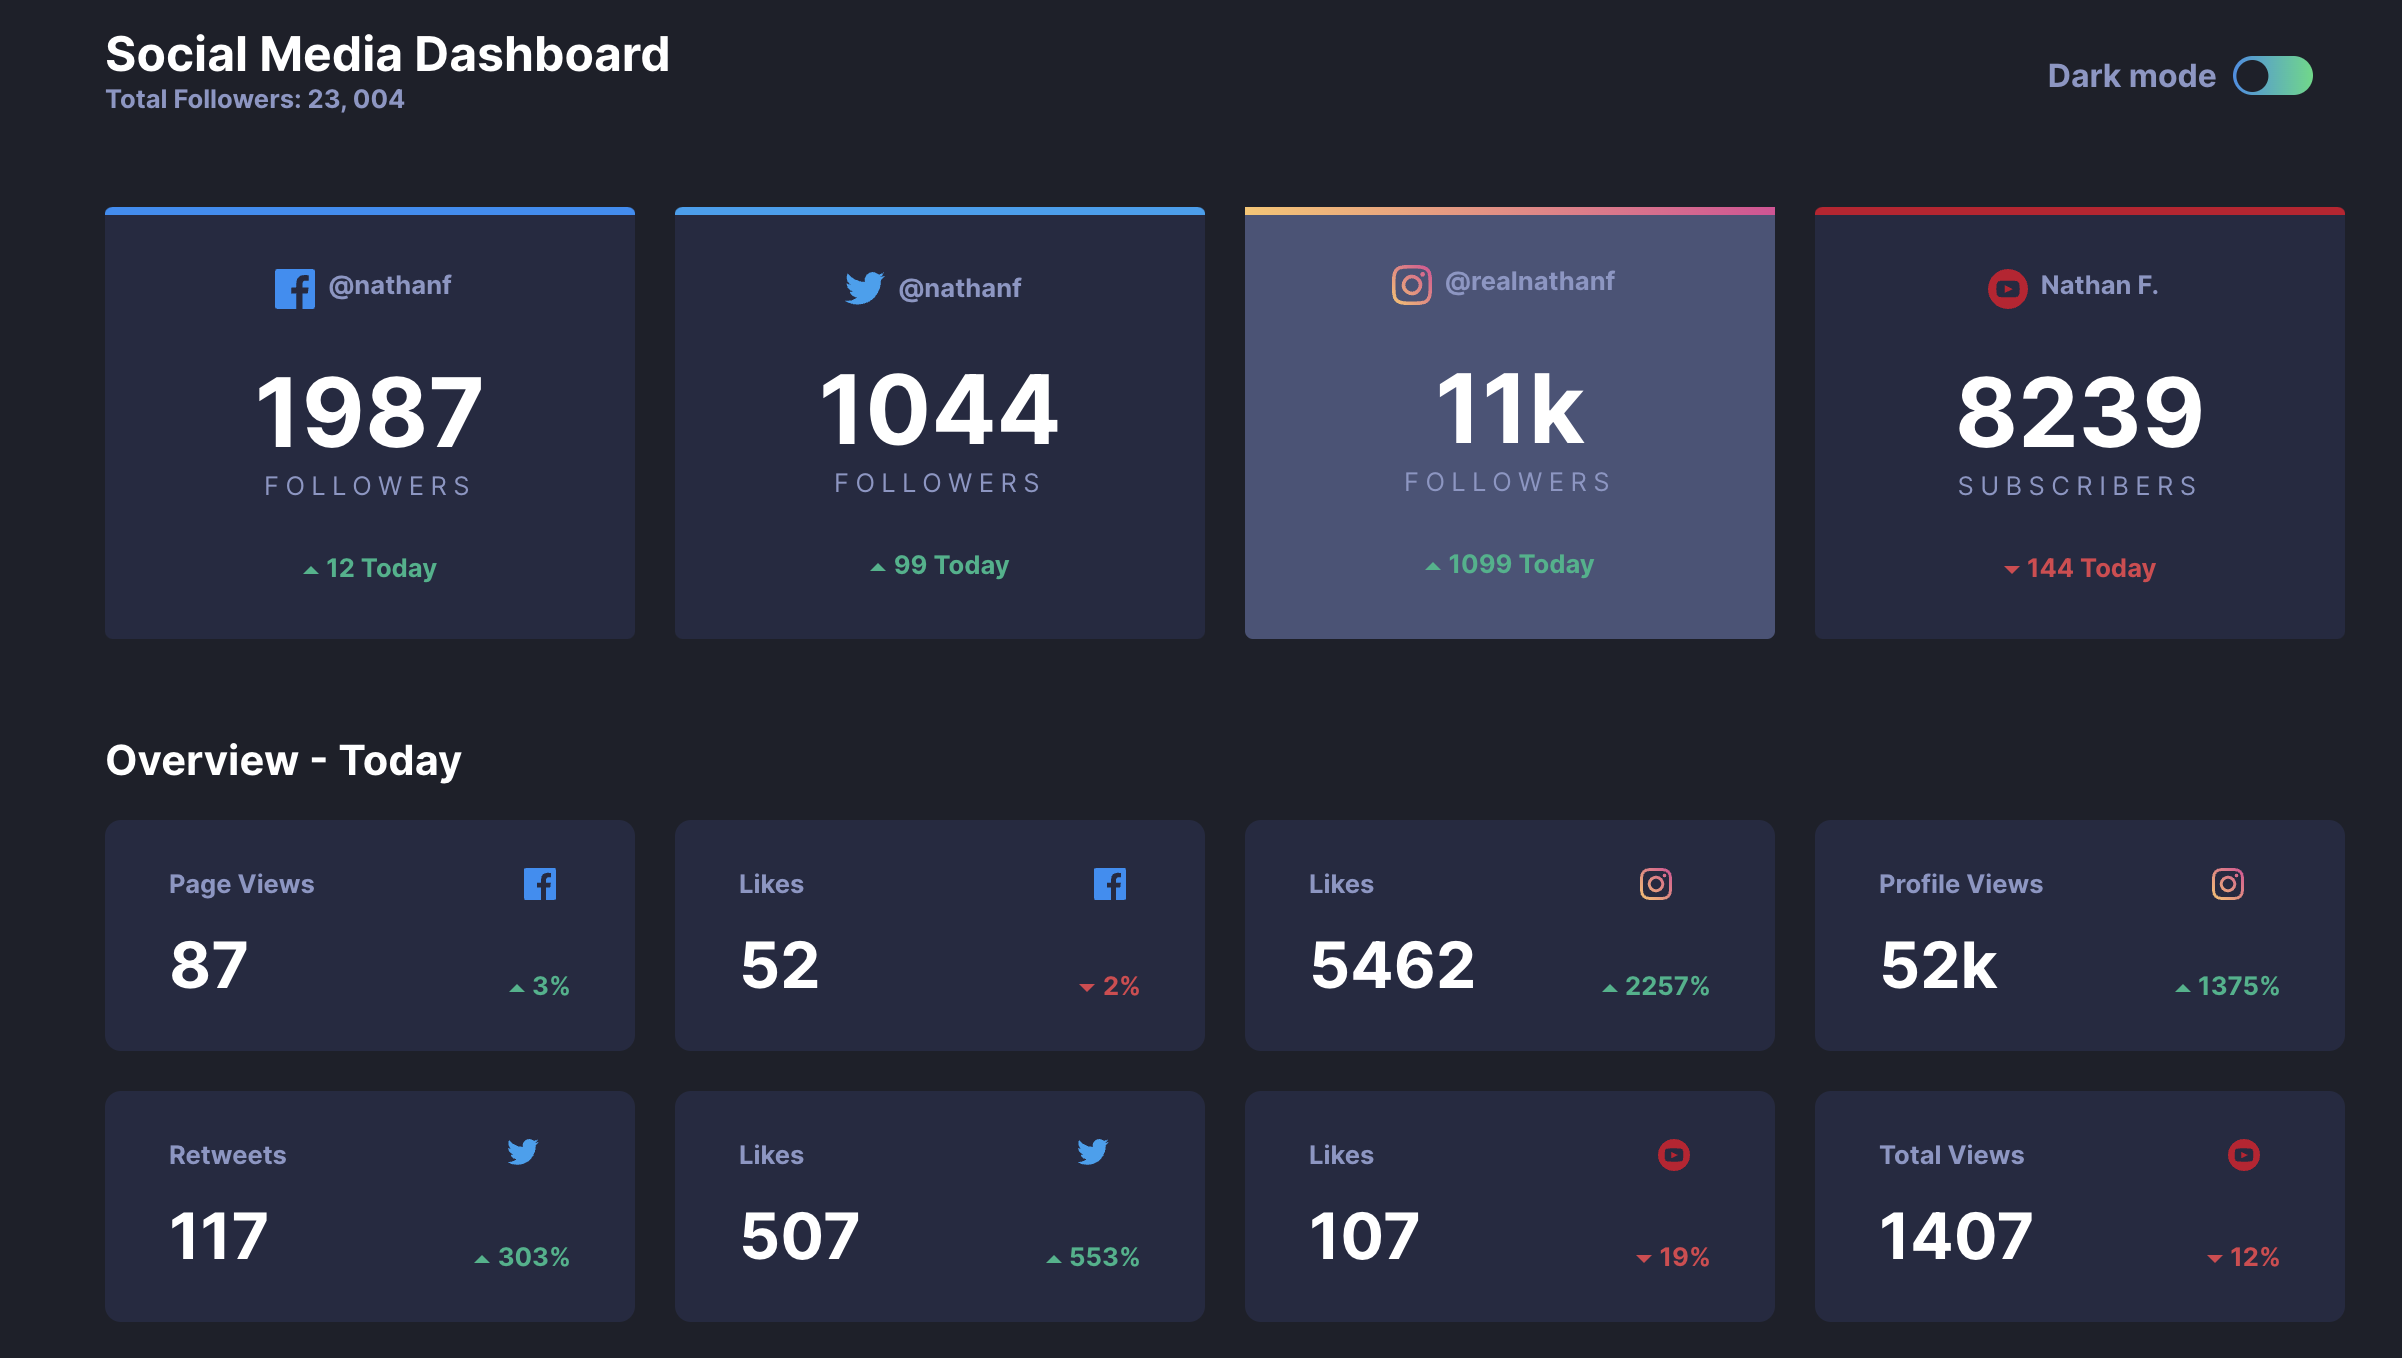 Social Media Dashboard
Total Followers: 23, 004
Dark mode
@nathanf
1987
FOLLOWERS
12 Today
@nathanf
1044
FOLLOWERS
99 Today
@realnathanf
11k
FOLLOWERS
1099 Today
Nathan F.
8239
SUBSCRIBERS
144 Today
Overview - Today
Page Views
87
3%
Likes
52
2%
Likes
5462
2257%
Profile Views
52k
1375%
Retweets
117
303%
Likes
507
553%
Likes
107
19%
Total Views
1407
12%